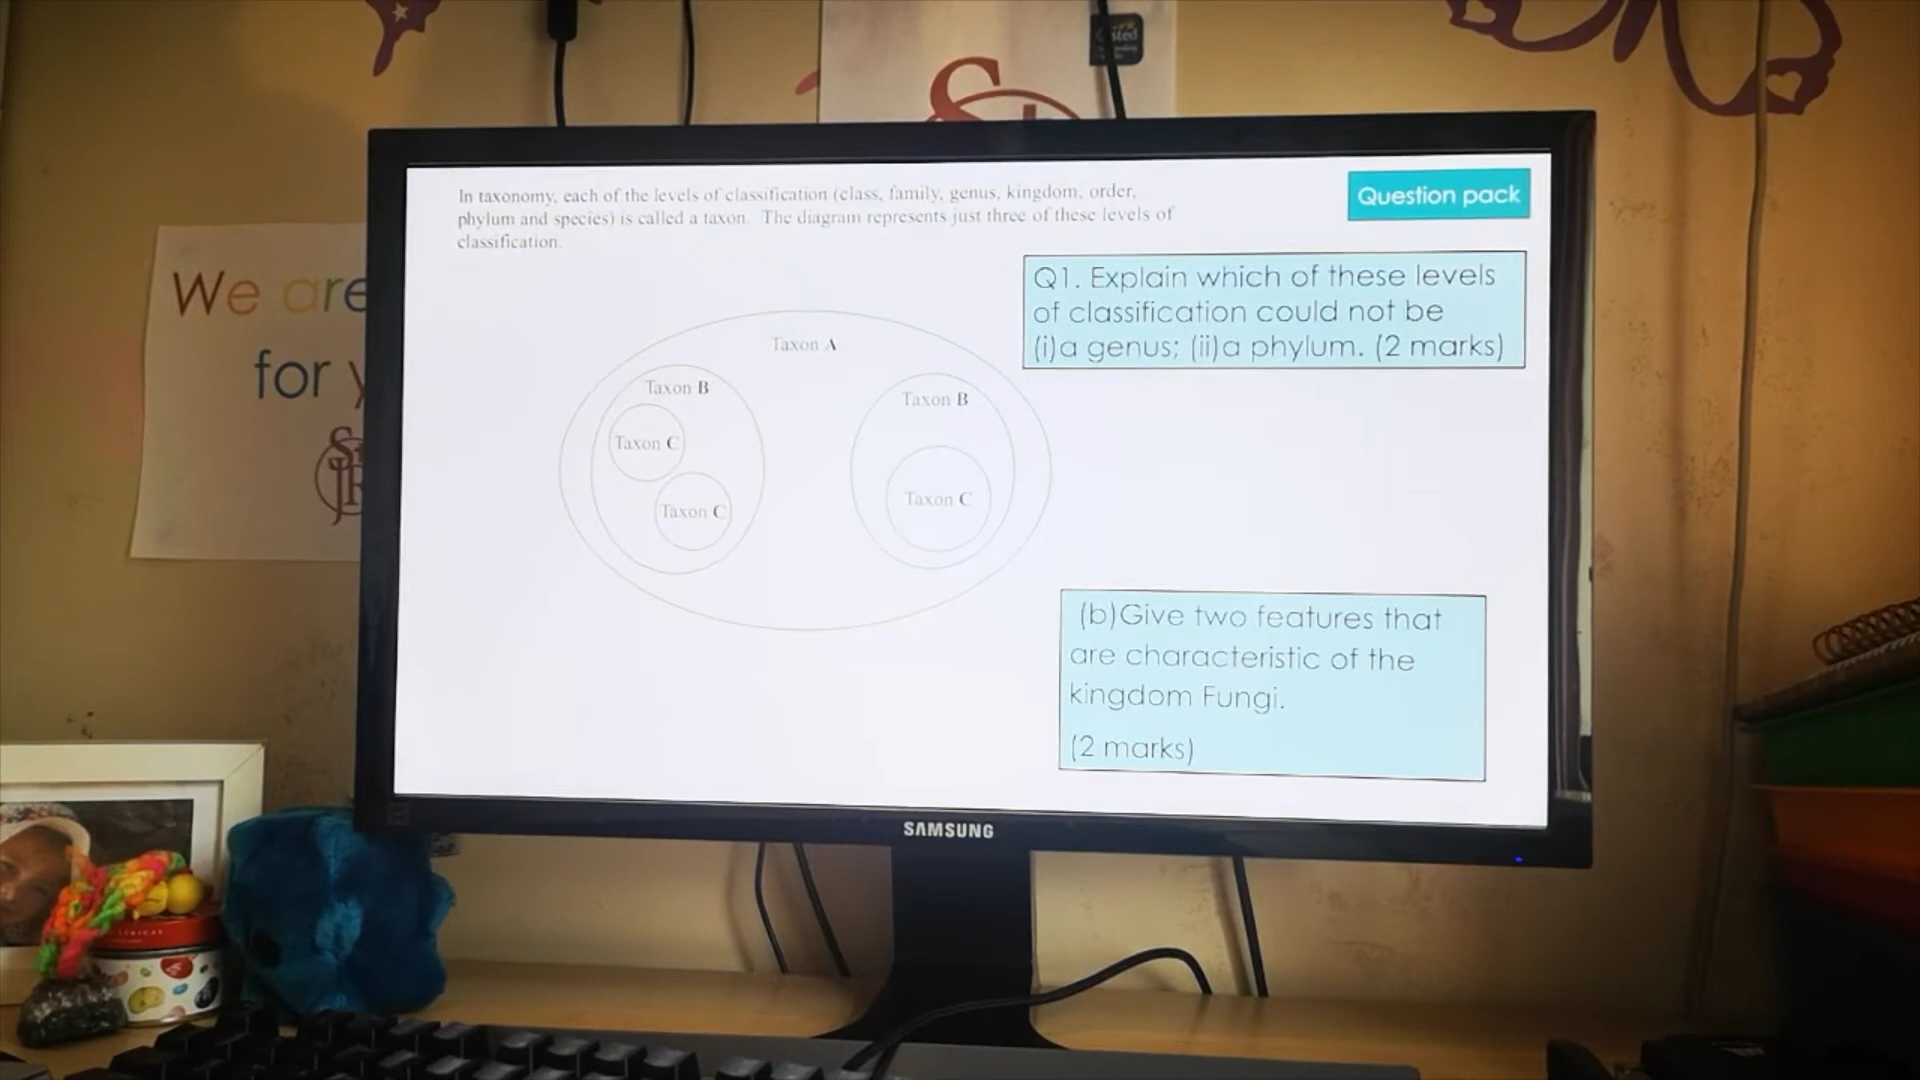 We are
for
In taxonomy, each of the levels of classification (class, family, genus, kingdom, order,
phylum and species) is called a taxon. The diagram represents just three of these levels of
classification.
Question pack
Q1. Explain which of these levels
of classification could not be
(i)a genus; (ii)a phylum. (2 marks)
Taxon A
Taxon B
Taxon B
Taxon C
Taxon C
Taxon C
(b)Give two features that
are characteristic of the
kingdom Fungi.
(2 marks)
SAMSUNG